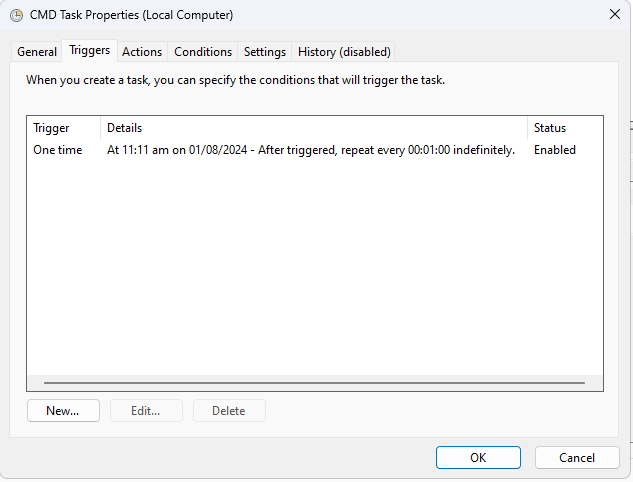 CMD Task Properties (Local Computer)
General Triggers Actions Conditions Settings History (disabled)
When you create a task, you can specify the conditions that will trigger the task.
Trigger Details Status
One time At 11:11 am on 01/08/2024 - After triggered, repeat every 00:01:00 indefinitely. Enabled
New... Edit... Delete
OK Cancel